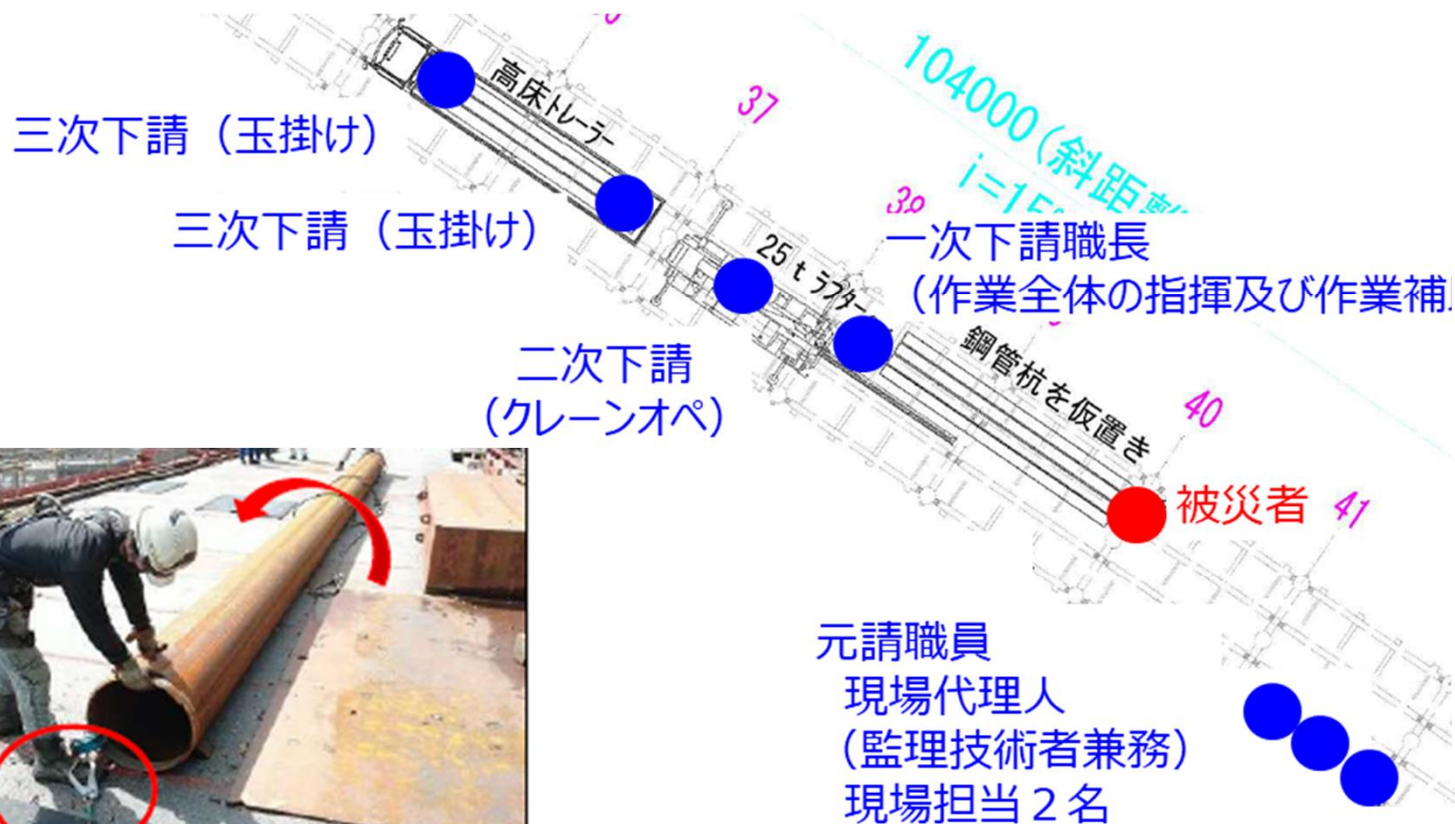 104000(斜距離
i=15°
37
38
40
41
高床トレーラー
三次下請（玉掛け）
三次下請（玉掛け）
25ｔラフター
一次下請職長
（作業全体の指揮及び作業補
二次下請
（クレーンオペ）
鋼管杭を仮置き
被災者
元請職員
現場代理人
（監理技術者兼務）
現場担当２名